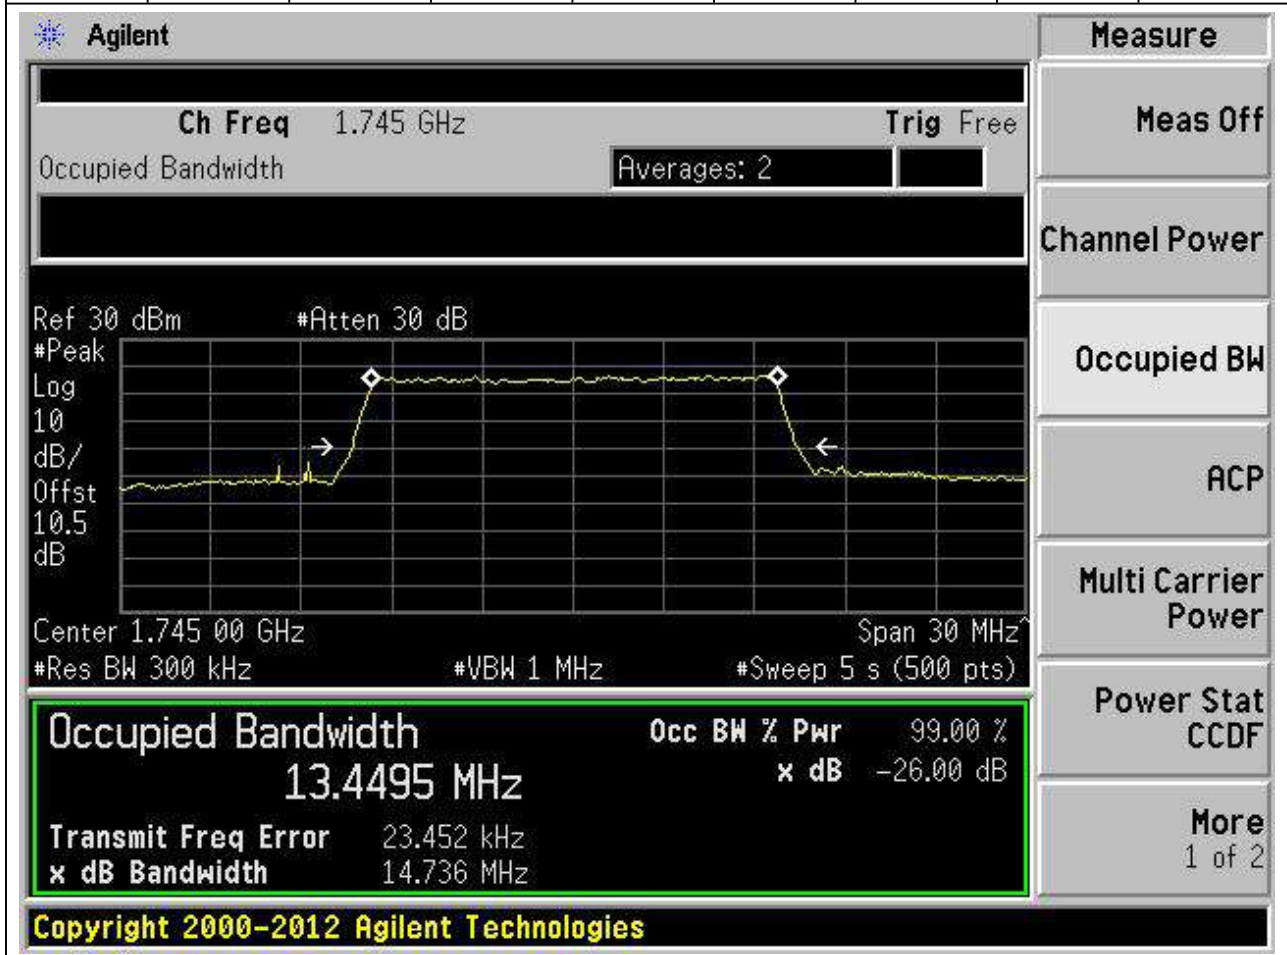 Agilent
Measure
Ch Freq 1.745 GHz Trig Free
Occupied Bandwidth Averages: 2
Meas Off
Channel Power
Occupied BW
ACP
Multi Carrier
Power
Power Stat
CCDF
More
1 of 2
Ref 30 dBm #Atten 30 dB
#Peak
Log
10
dB/
Offst
10.5
dB
Center 1.745 00 GHz Span 30 MHz^
#Res BW 300 kHz #VBW 1 MHz #Sweep 5 s (500 pts)
Occupied Bandwidth
13.4495 MHz
Occ BW % Pwr 99.00 %
x dB -26.00 dB
Transmit Freq Error 23.452 kHz
x dB Bandwidth 14.736 MHz
Copyright 2000-2012 Agilent Technologies